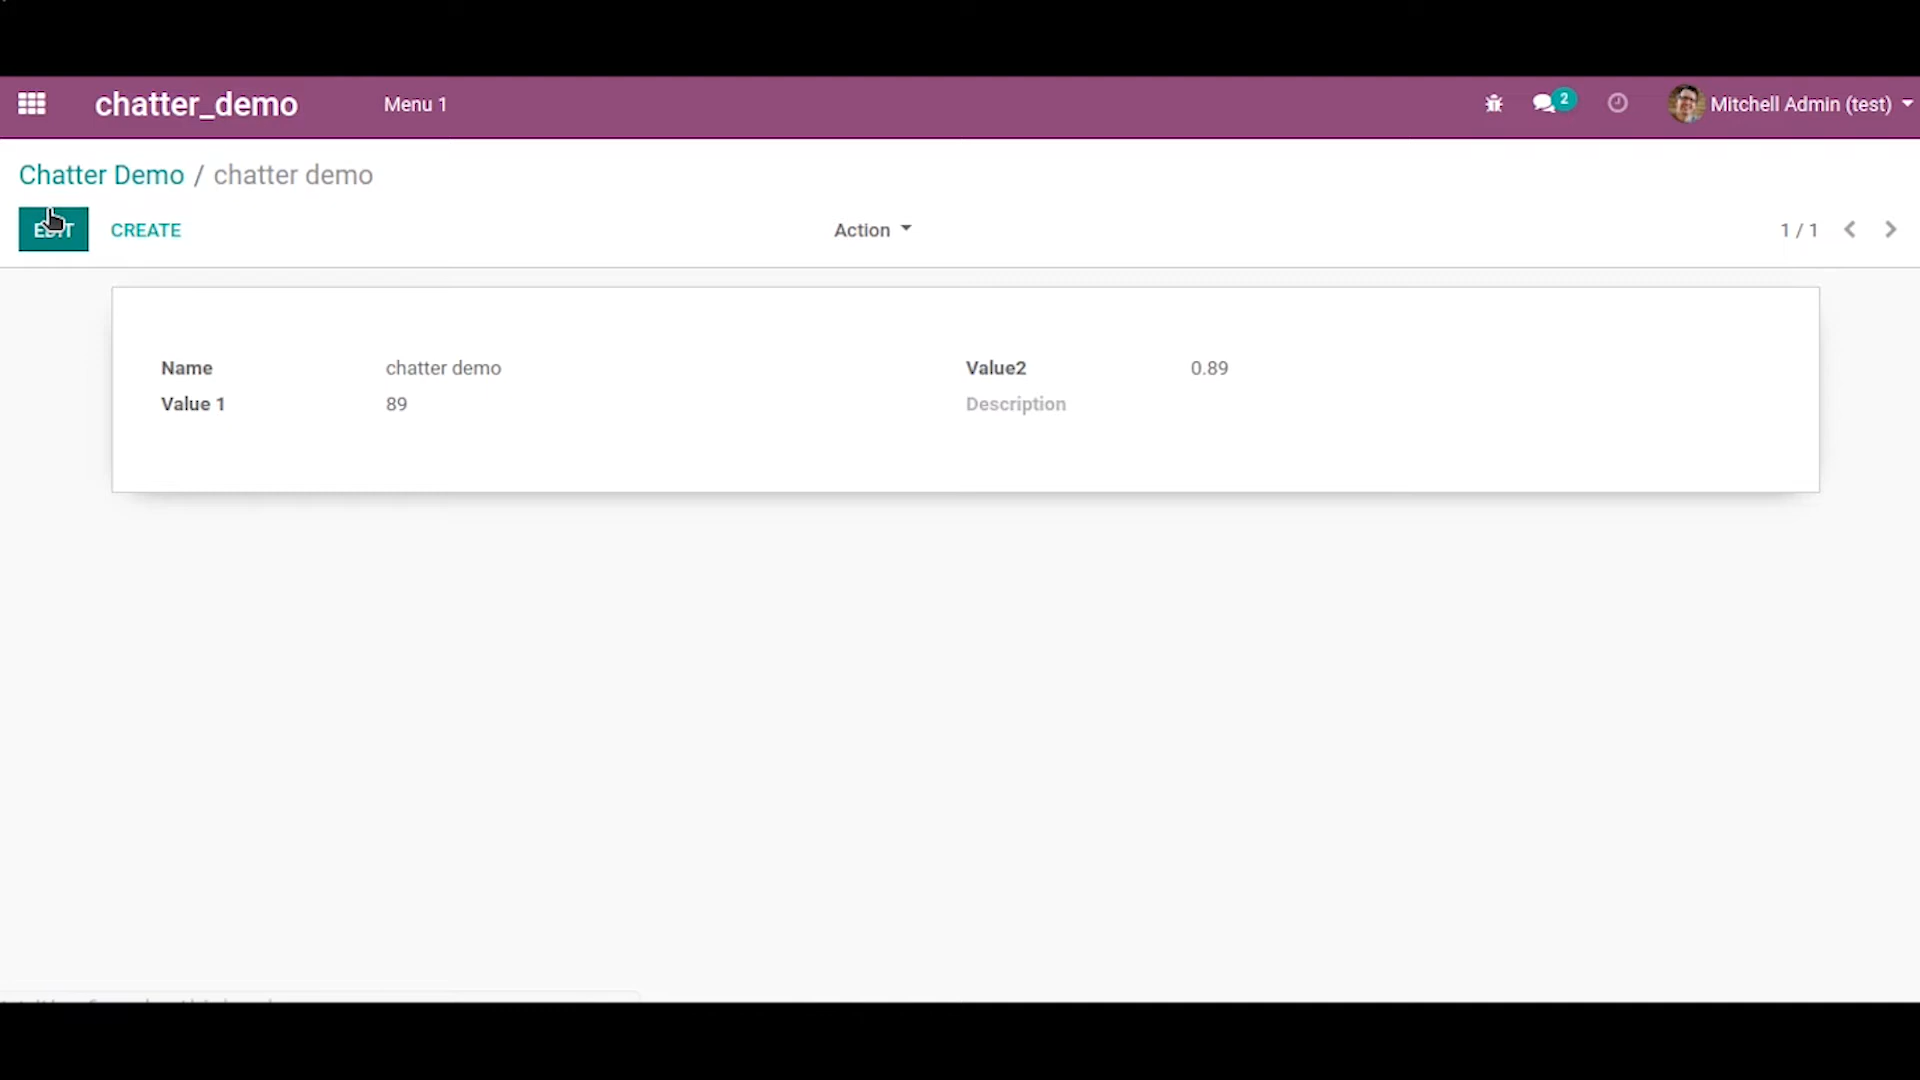 chatter_demo Menu 1 2 Mitchell Admin (test)
Chatter Demo / chatter demo
EDIT CREATE Action 1 / 1
Name chatter demo Value2 0.89
Value 1 89 Description